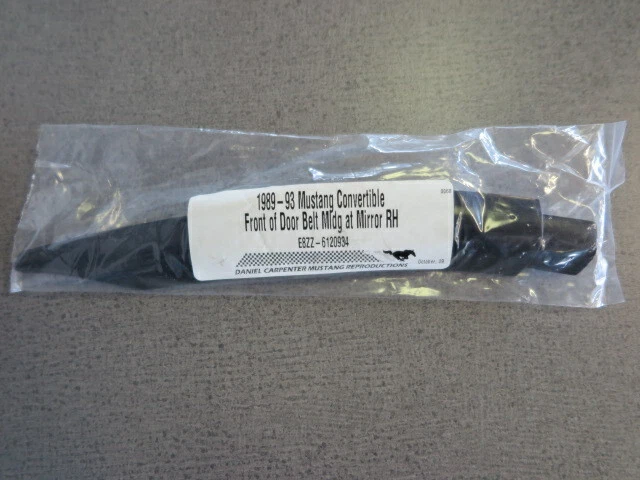 1989-93 Mustang Convertible
Front of Door Belt Mldg at Mirror RH
E8ZZ-6120934
DANIEL CARPENTER MUSTANG REPRODUCTIONS